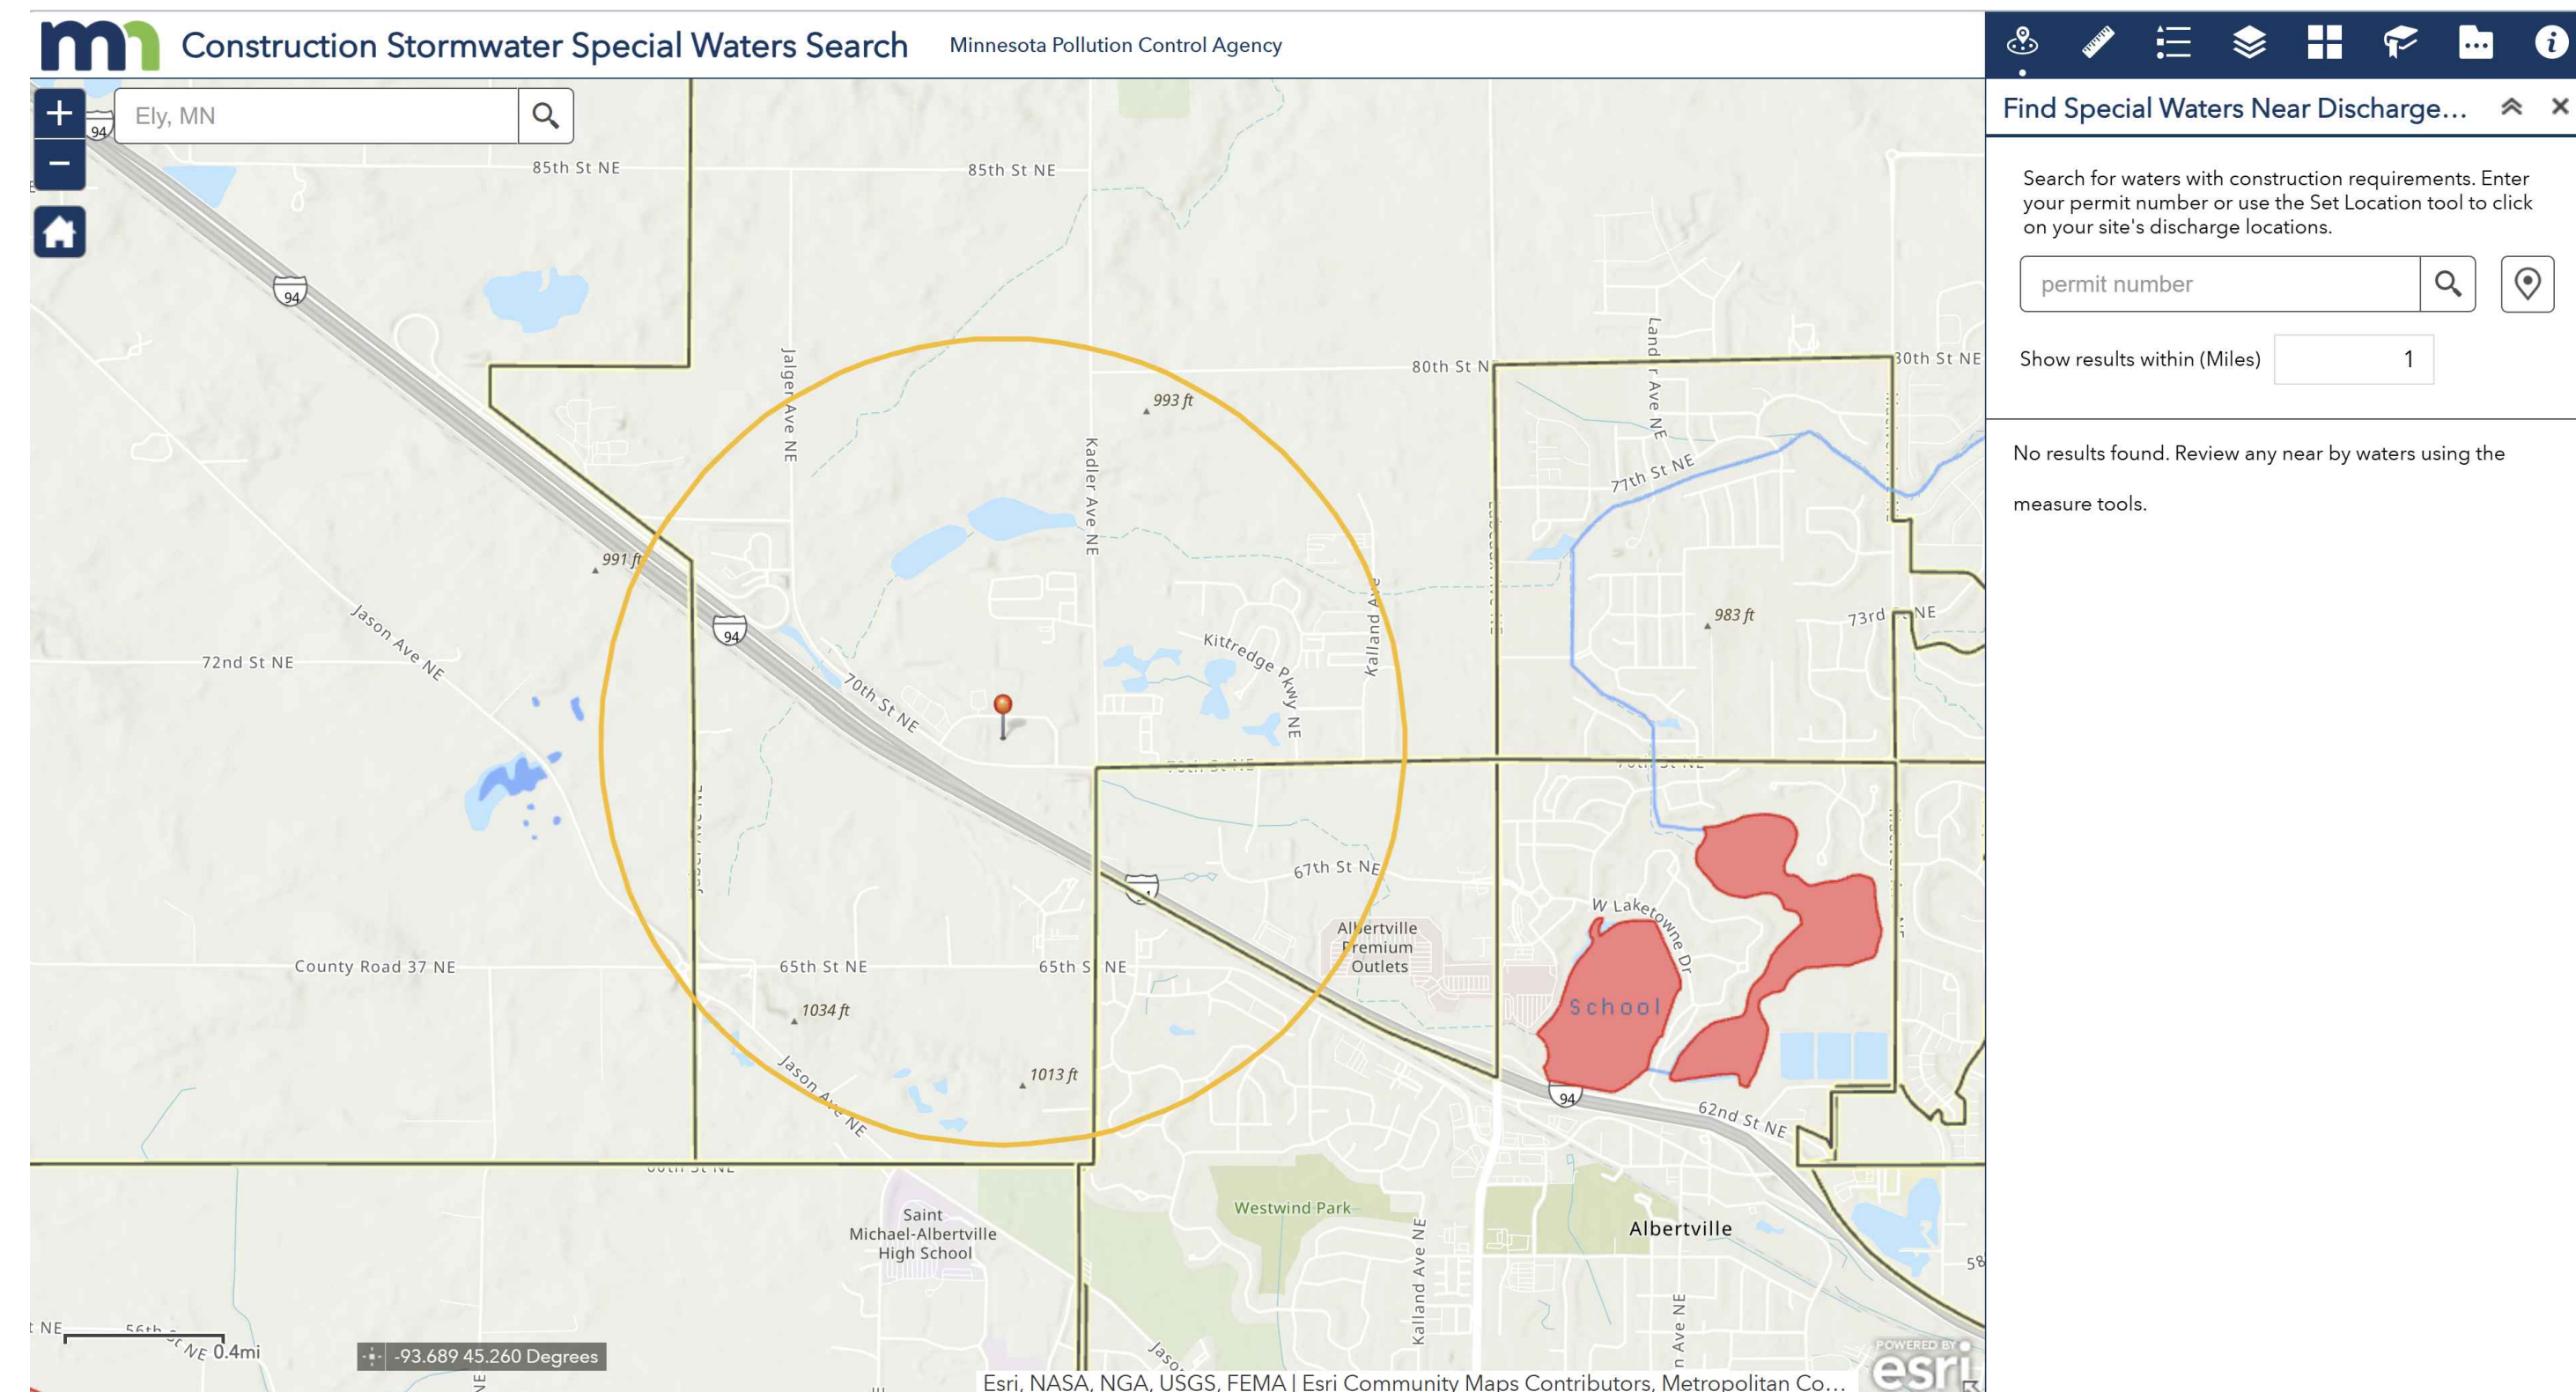 mn Construction Stormwater Special Waters Search Minnesota Pollution Control Agency
Find Special Waters Near Discharge...
Search for waters with construction requirements. Enter
your permit number or use the Set Location tool to click
on your site's discharge locations.
permit number
Show results within (Miles) 1
No results found. Review any near by waters using the
measure tools.
+
Ely, MN
94
−
85th St NE
85th St NE
94
80th St N
30th St NE
Jalger Ave NE
993 ft
Kadler Ave NE
77th St NE
991 ft
94
Jason Ave NE
72nd St NE
70th St NE
Kittredge Pkwy NE
983 ft
73rd
NE
67th St NE
W Laketowne Dr
Albertville
Premium
Outlets
County Road 37 NE
65th St NE
65th S NE
School
1034 ft
1013 ft
Jason Ave NE
94
62nd St NE
Saint
Michael-Albertville
High School
Westwind Park
Albertville
Kalland Ave NE
58
t NE
56th
NE
0.4mi
-93.689 45.260 Degrees
n Ave NE
NE
POWERED BY
esri
Esri, NASA, NGA, USGS, FEMA | Esri Community Maps Contributors, Metropolitan Co...